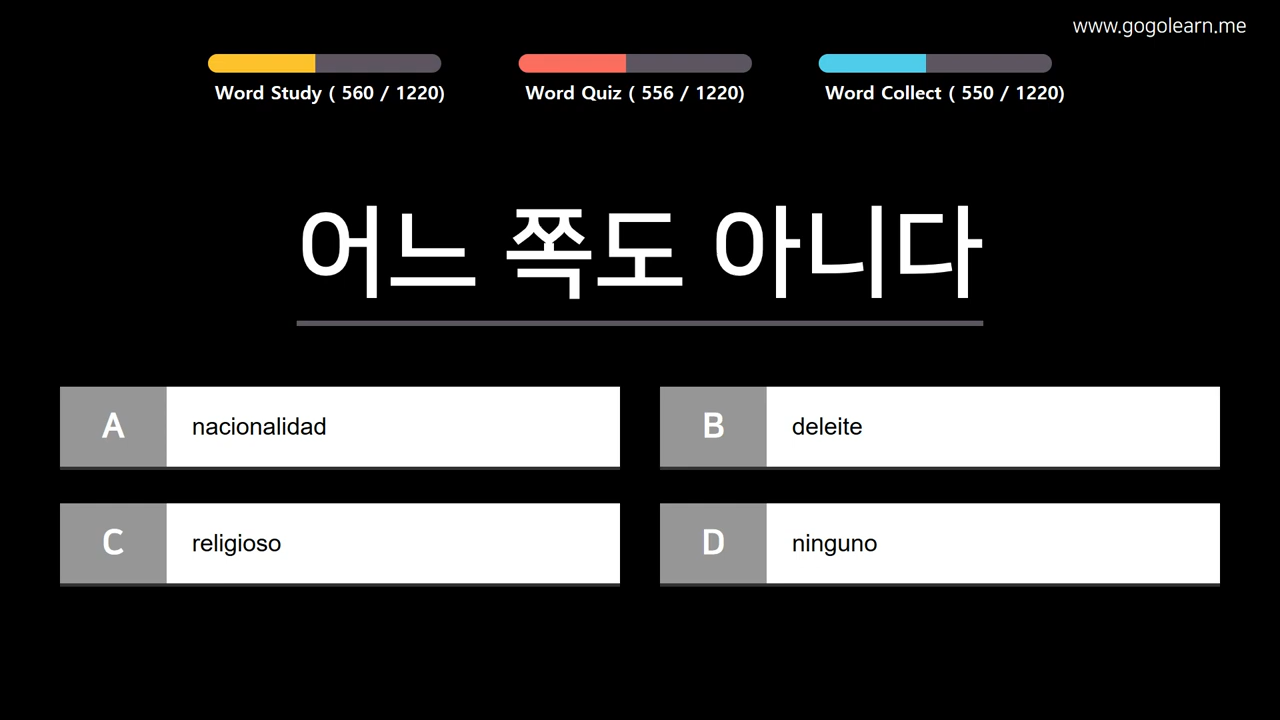 www.gogolearn.me
Word Study ( 560 / 1220)
Word Quiz ( 556 / 1220)
Word Collect ( 550 / 1220)
어느 쪽도 아니다
A nacionalidad
B deleite
C religioso
D ninguno